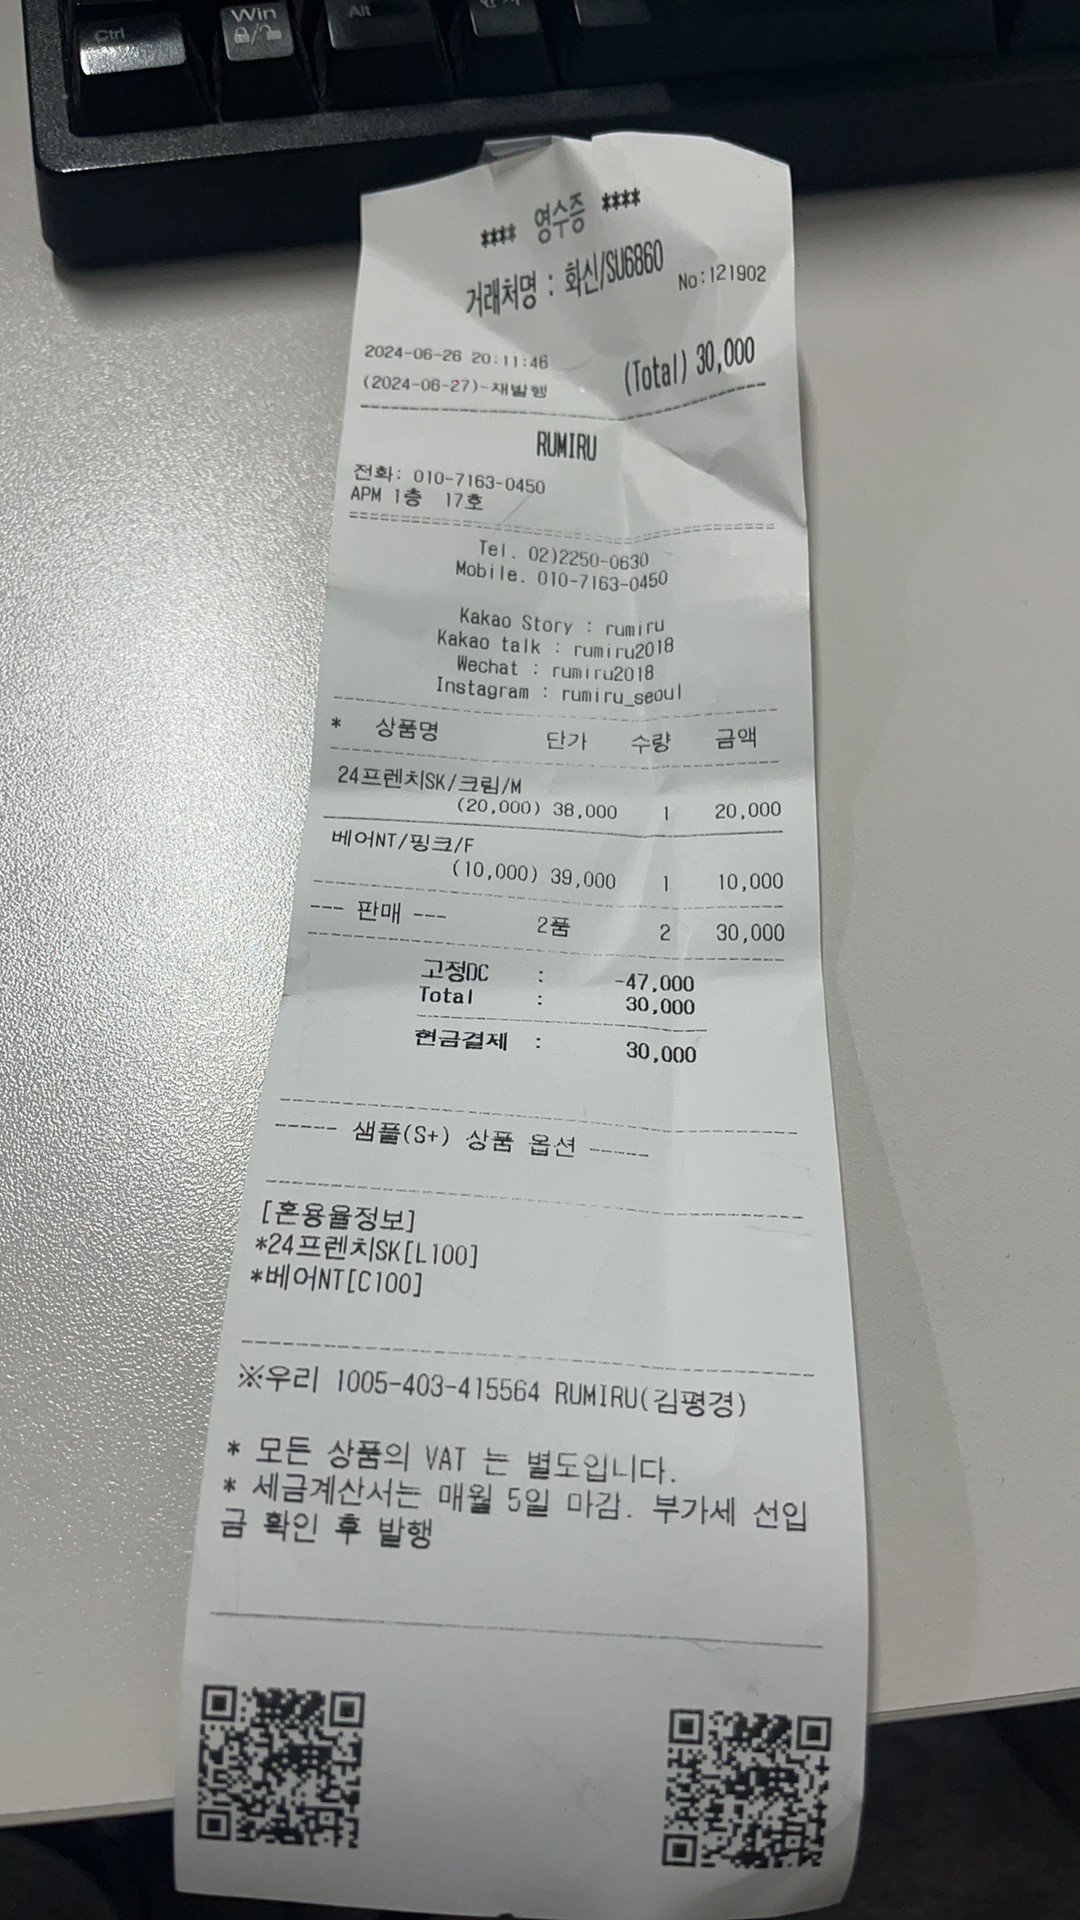 Ctrl
Win
Alt
**** 영수증 ****
거래처명 : 화신/SU6860
No:121902
2024-06-26 20:11:46
(2024-06-27)-재발행
(Total) 30,000
RUMIRU
전화: 010-7163-0450
APM 1층 17호
Tel. 02)2250-0630
Mobile. 010-7163-0450
Kakao Story : rumiru
Kakao talk : rumiru2018
Wechat : rumiru2018
Instagram : rumiru_seoul
* 상품명 단가 수량 금액
24프렌치SK/크림/M
(20,000) 38,000 1 20,000
베어NT/핑크/F
(10,000) 39,000 1 10,000
--- 판매 --- 2품 2 30,000
고정DC : -47,000
Total : 30,000
현금결제 : 30,000
----- 샘플(S+) 상품 옵션 -----
[혼용율정보]
*24프렌치SK[L100]
*베어NT[C100]
※우리 1005-403-415564 RUMIRU(김평경)
* 모든 상품의 VAT 는 별도입니다.
* 세금계산서는 매월 5일 마감. 부가세 선입
금 확인 후 발행